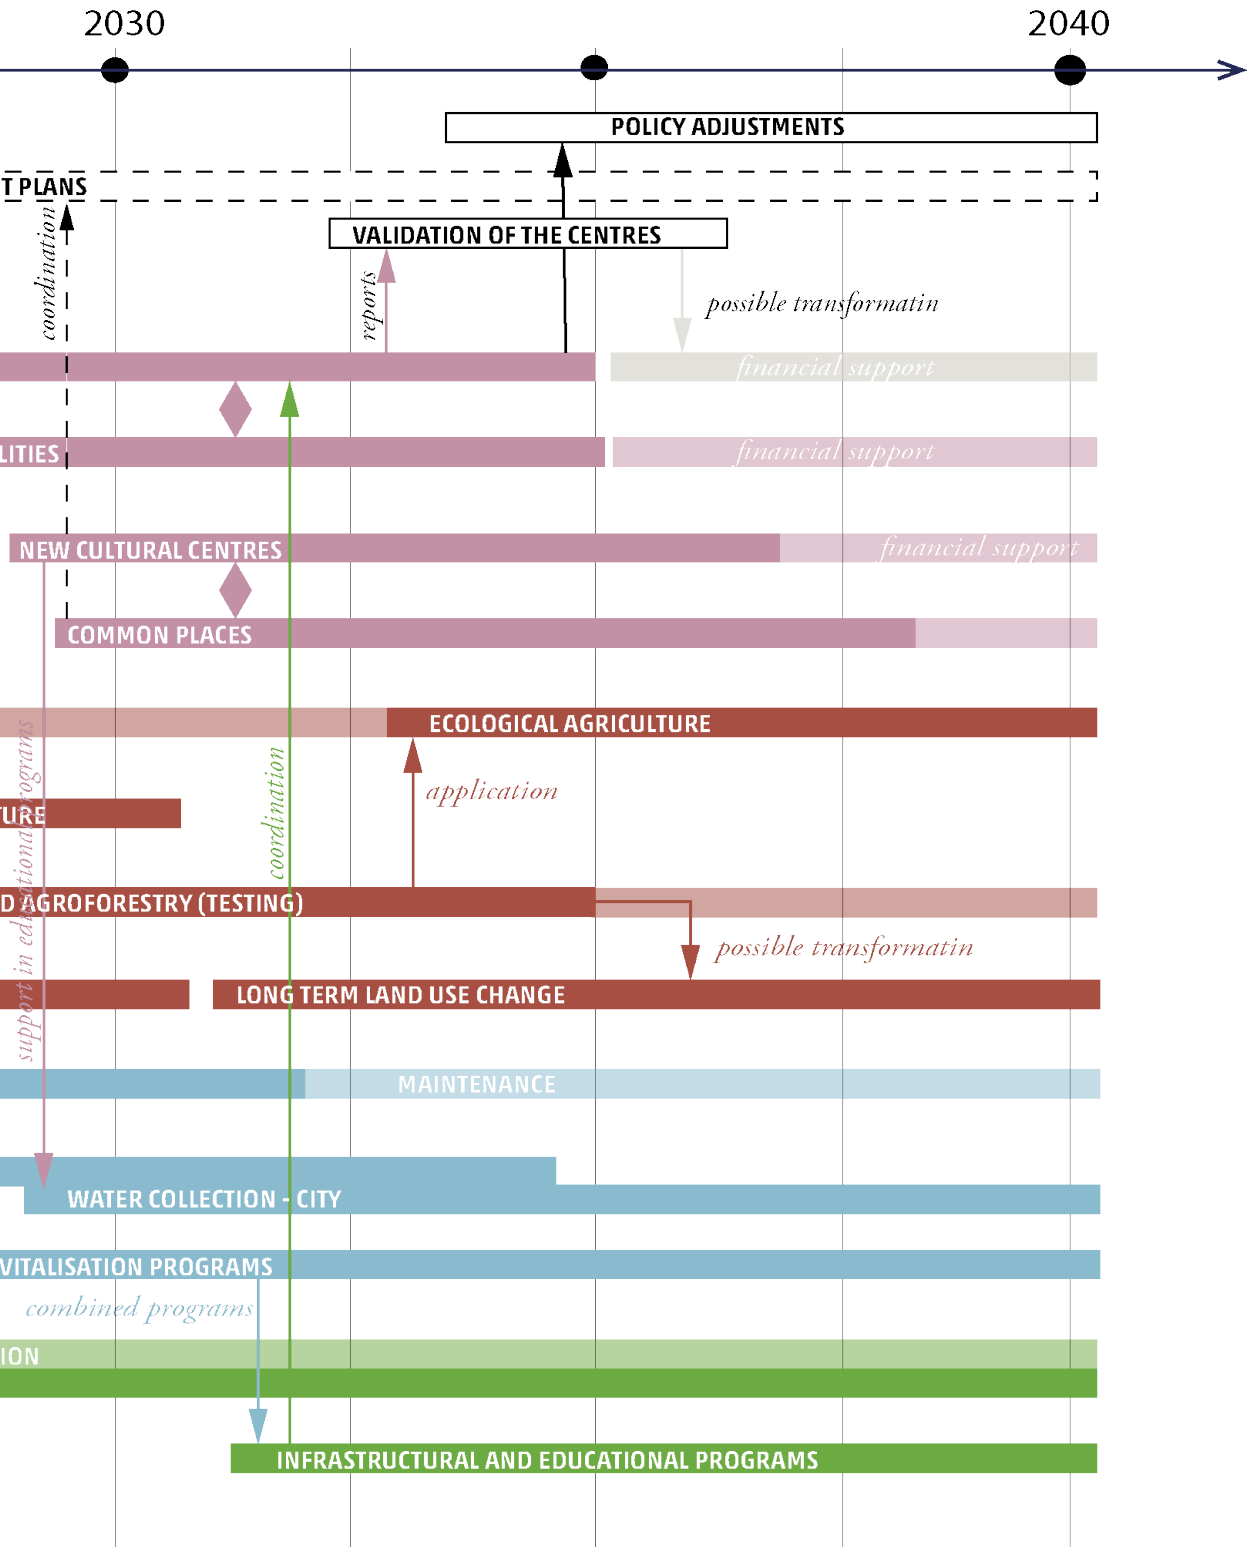 2030
2040
POLICY ADJUSTMENTS
T PLANS
coordination
VALIDATION OF THE CENTRES
reports
possible transformatin
financial support
LITIES
financial support
NEW CULTURAL CENTRES
financial support
COMMON PLACES
ECOLOGICAL AGRICULTURE
support in educational programs
coordination
application
TURE
D AGROFORESTRY (TESTING)
possible transformatin
LONG TERM LAND USE CHANGE
MAINTENANCE
WATER COLLECTION - CITY
VITALISATION PROGRAMS
combined programs
ION
INFRASTRUCTURAL AND EDUCATIONAL PROGRAMS